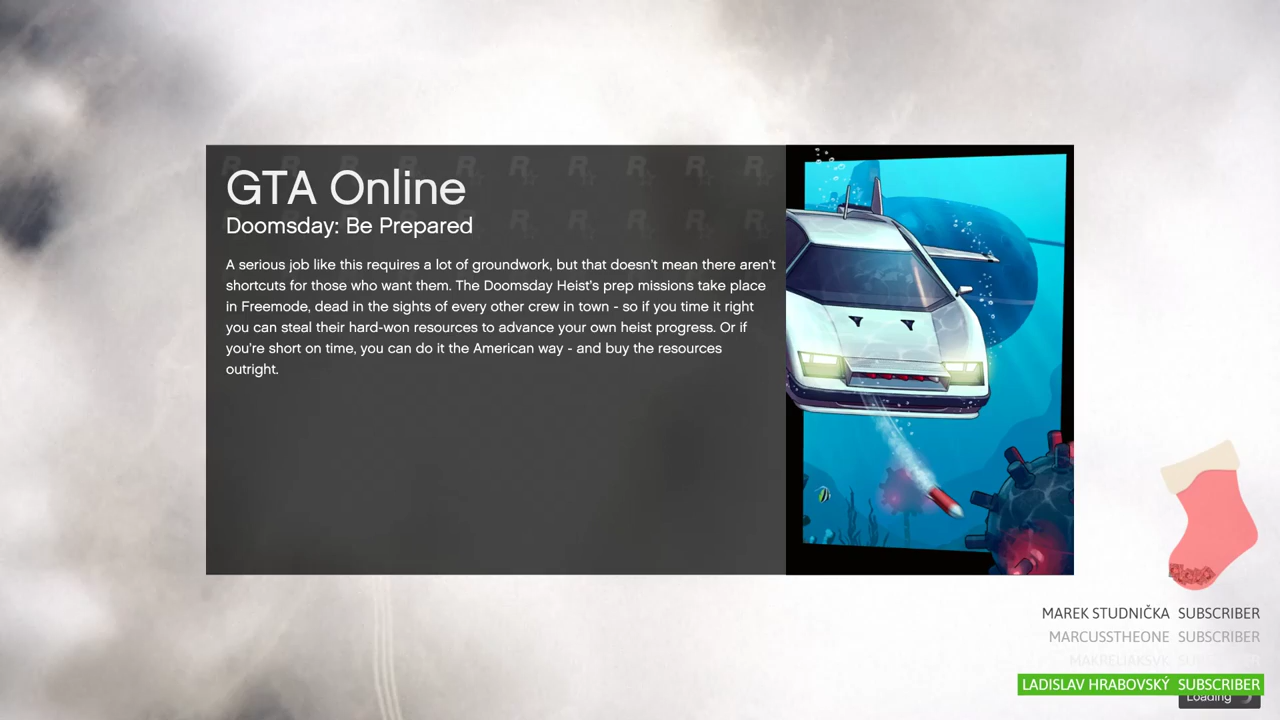 GTA Online
Doomsday: Be Prepared
A serious job like this requires a lot of groundwork, but that doesn't mean there aren't
shortcuts for those who want them. The Doomsday Heist's prep missions take place
in Freemode, dead in the sights of every other crew in town - so if you time it right
you can steal their hard-won resources to advance your own heist progress. Or if
you're short on time, you can do it the American way - and buy the resources
outright.
MAREK STUDNIČKA SUBSCRIBER
MARCUSSTHEONE SUBSCRIBER
MAKRELIAKSVK SUBSCRIBER
LADISLAV HRABOVSKÝ SUBSCRIBER
Loading